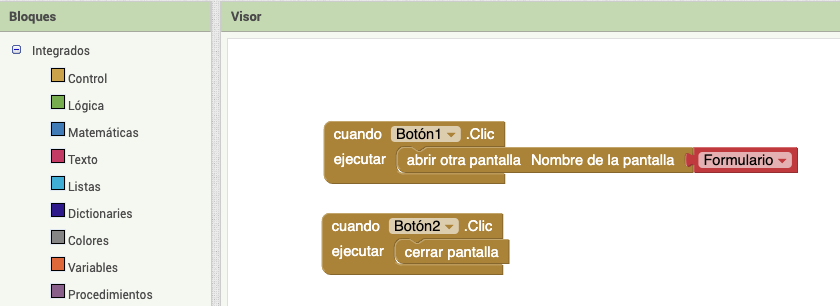 Bloques
Visor
Integrados
Control
Lógica
Matemáticas
Texto
Listas
Dictionaries
Colores
Variables
Procedimientos
cuando Botón1 .Clic
ejecutar abrir otra pantalla Nombre de la pantalla Formulario
cuando Botón2 .Clic
ejecutar cerrar pantalla